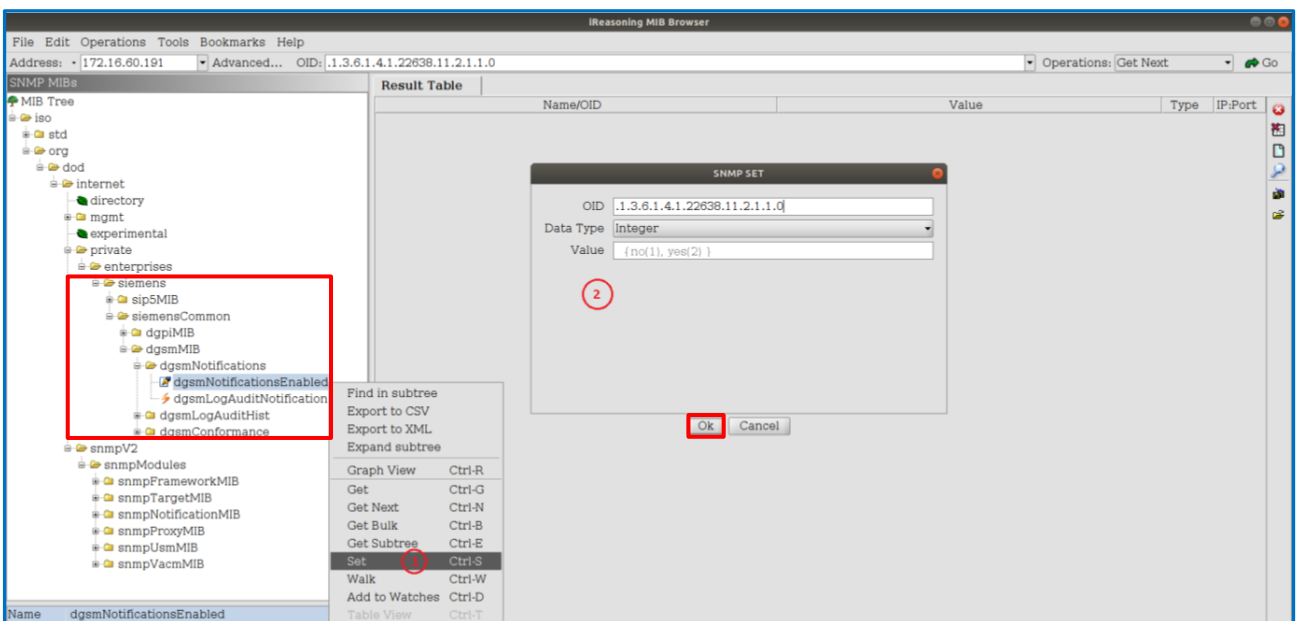 iReasoning MIB Browser
File Edit Operations Tools Bookmarks Help
Address: 172.16.60.191 Advanced... OID: .1.3.6.1.4.1.22638.11.2.1.1.0 Operations: Get Next Go
SNMP MIBs
Result Table
Name/OID Value Type IP:Port
MIB Tree
iso
std
org
dod
internet
directory
mgmt
experimental
private
enterprises
siemens
sip5MIB
siemensCommon
dgpiMIB
dgsmMIB
dgsmNotifications
dgsmNotificationsEnabled
dgsmLogAuditNotification
dgsmLogAuditHist
dgsmConformance
snmpV2
snmpModules
snmpFrameworkMIB
snmpTargetMIB
snmpNotificationMIB
snmpProxyMIB
snmpUsmMIB
snmpVacmMIB
Name dgsmNotificationsEnabled
Find in subtree
Export to CSV
Export to XML
Expand subtree
Graph View Ctrl-R
Get Ctrl-G
Get Next Ctrl-N
Get Bulk Ctrl-B
Get Subtree Ctrl-E
Set 1 Ctrl-S
Walk Ctrl-W
Add to Watches Ctrl-D
Table View Ctrl-T
SNMP SET
OID .1.3.6.1.4.1.22638.11.2.1.1.0
Data Type Integer
Value {no(1), yes(2) }
2
Ok Cancel